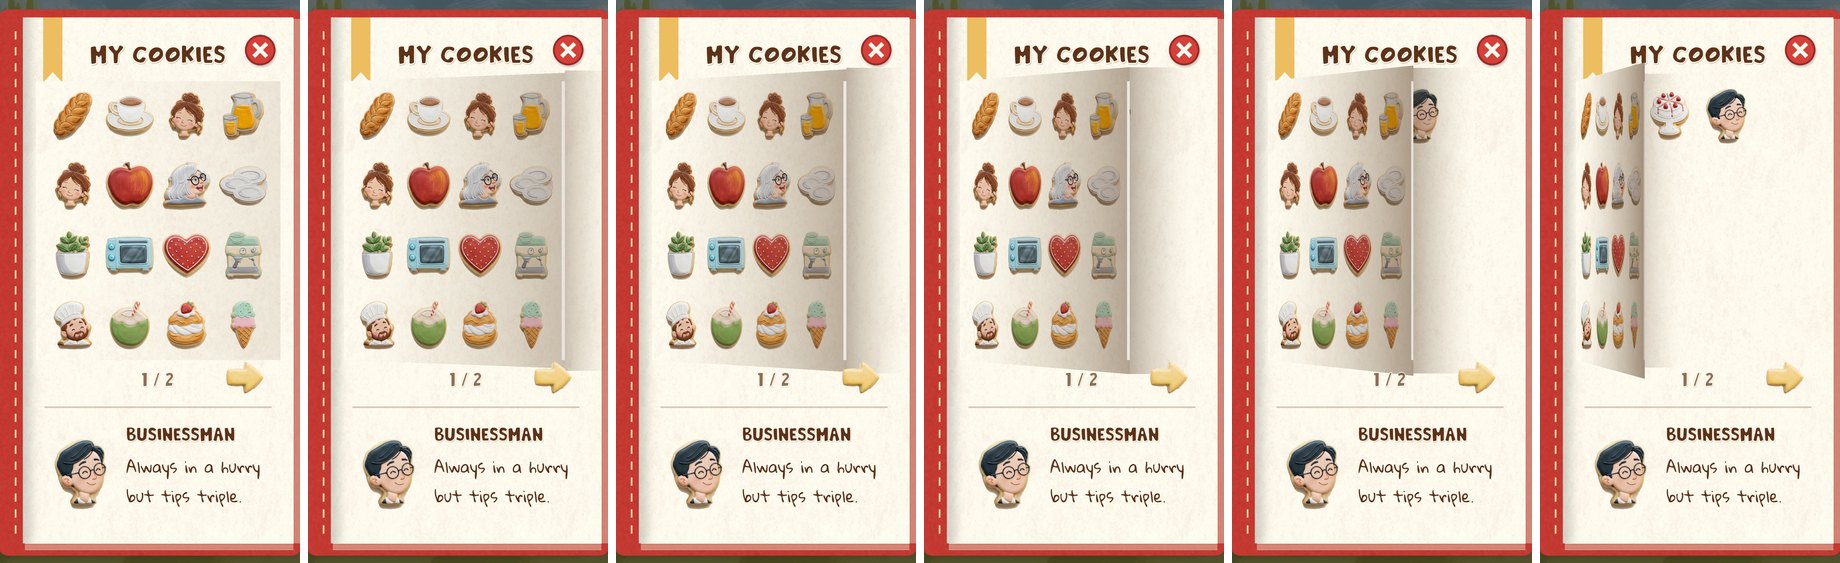 MY COOKIES
1 / 2
BUSINESSMAN
Always in a hurry
but tips triple.
MY COOKIES
1 / 2
BUSINESSMAN
Always in a hurry
but tips triple.
MY COOKIES
1 / 2
BUSINESSMAN
Always in a hurry
but tips triple.
MY COOKIES
1 / 2
BUSINESSMAN
Always in a hurry
but tips triple.
MY COOKIES
1 / 2
BUSINESSMAN
Always in a hurry
but tips triple.
MY COOKIES
1 / 2
BUSINESSMAN
Always in a hurry
but tips triple.